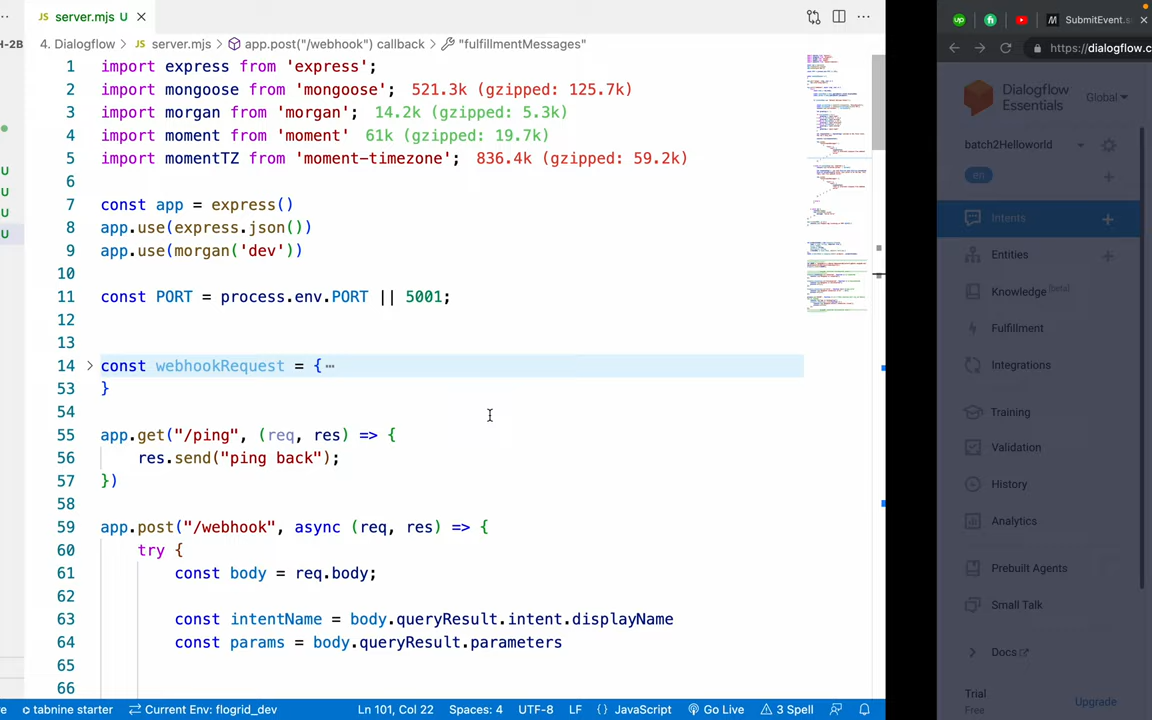 JS server.mjs U ×
H-2B
4. Dialogflow > JS server.mjs > app.post("/webhook") callback > "fulfillmentMessages"
1 import express from 'express';
2 import mongoose from 'mongoose'; 521.3k (gzipped: 125.7k)
3 import morgan from 'morgan'; 14.2k (gzipped: 5.3k)
4 import moment from 'moment' 61k (gzipped: 19.7k)
5 import momentTZ from 'moment-timezone'; 836.4k (gzipped: 59.2k)
6
7 const app = express()
8 app.use(express.json())
9 app.use(morgan('dev'))
10
11 const PORT = process.env.PORT || 5001;
12
13
14 > const webhookRequest = {⋯
53 }
54
55 app.get("/ping", (req, res) => {
56 res.send("ping back");
57 })
58
59 app.post("/webhook", async (req, res) => {
60 try {
61 const body = req.body;
62
63 const intentName = body.queryResult.intent.displayName
64 const params = body.queryResult.parameters
65
66
U
U
U
U
tabnine starter Current Env: flogrid_dev Ln 101, Col 22 Spaces: 4 UTF-8 LF {} JavaScript Go Live 3 Spell
up fi M SubmitEvent.
https://dialogflow.c
Dialogflow
Essentials
Global
batch2Helloworld
en
Intents
Entities
Knowledge [beta]
Fulfillment
Integrations
Training
Validation
History
Analytics
Prebuilt Agents
Small Talk
Docs
Trial
Free
Upgrade